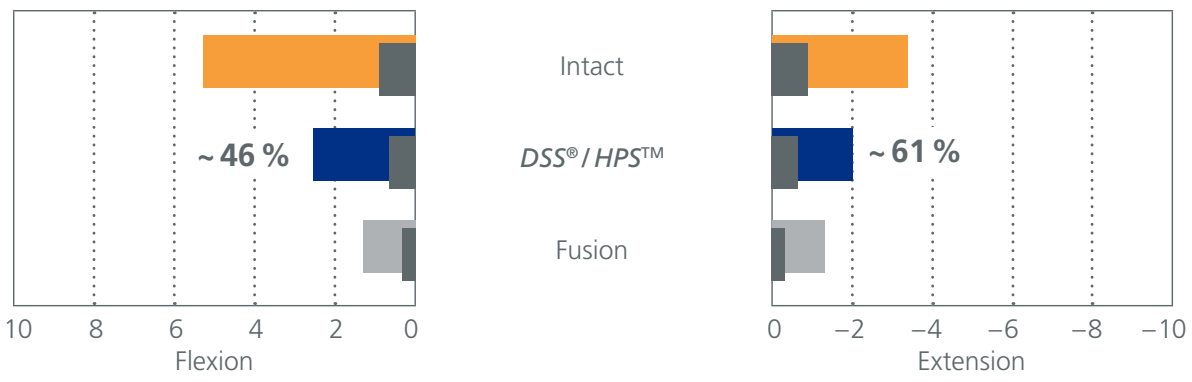 Intact
~ 46 %
DSS® / HPS™
~ 61 %
Fusion
10 8 6 4 2 0
0 −2 −4 −6 −8 −10
Flexion
Extension